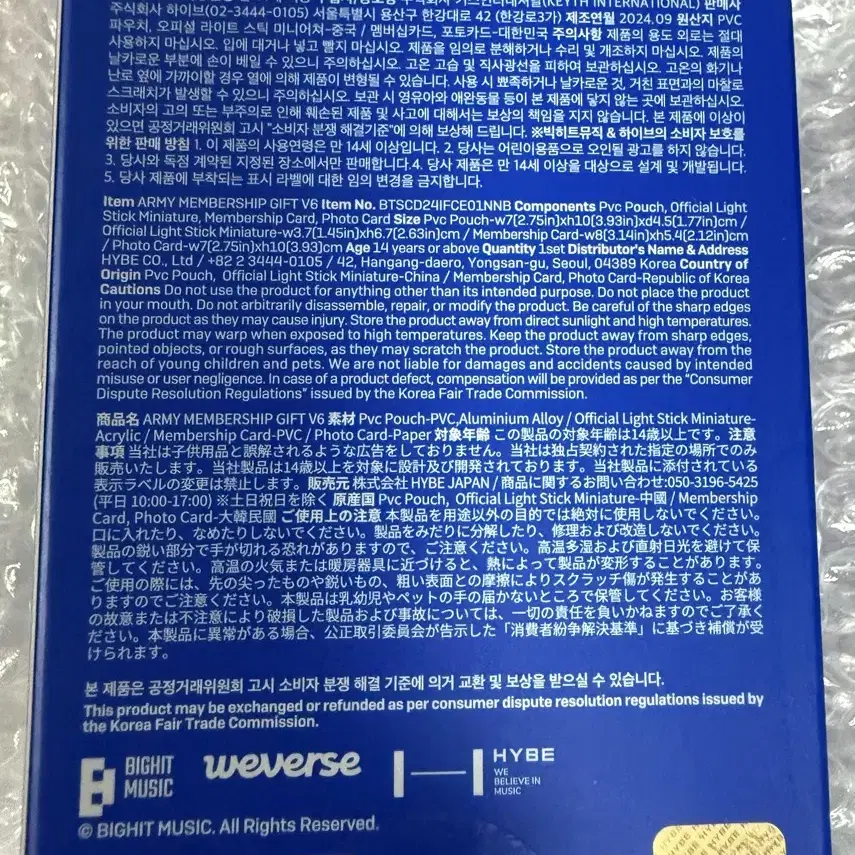 (KEYTH INTERNATIONAL) 판매사
주식회사 하이브(02-3444-0105) 서울특별시 용산구 한강대로 42 (한강로3가) 제조연월 2024.09 원산지 PVC
파우치, 오피셜 라이트 스틱 미니어처-중국 / 멤버십카드, 포토카드-대한민국 주의사항 제품의 용도 외로는 절대
사용하지 마십시오. 입에 대거나 넣고 빨지 마십시오. 제품을 임의로 분해하거나 수리 및 개조하지 마십시오. 제품의
날카로운 부분에 손이 베일 수 있으니 주의하십시오. 고온 고습 및 직사광선을 피하여 보관하십시오. 고온의 화기나
난로 옆에 가까이할 경우 열에 의해 제품이 변형될 수 있습니다. 사용 시 뾰족하거나 날카로운 것, 거친 표면과의 마찰로
스크래치가 발생할 수 있으니 주의하십시오. 보관 시 영유아와 애완동물 등이 본 제품에 닿지 않는 곳에 보관하십시오.
소비자의 고의 또는 부주의로 인해 훼손된 제품 및 사고에 대해서는 보상의 책임을 지지 않습니다. 본 제품에 이상이
있으면 공정거래위원회 고시 "소비자 분쟁 해결기준"에 의해 보상해 드립니다. ※빅히트뮤직 & 하이브의 소비자 보호를
위한 판매 방침 1. 이 제품의 사용연령은 만 14세 이상입니다. 2. 당사는 어린이용품으로 오인될 광고를 하지 않습니다.
3. 당사와 독점 계약된 지정된 장소에서만 판매합니다.4. 당사 제품은 만 14세 이상을 대상으로 설계 및 개발됩니다.
5. 당사 제품에 부착되는 표시 라벨에 대한 임의 변경을 금지합니다.
Item ARMY MEMBERSHIP GIFT V6 Item No. BTSCD24IFCE01NNB Components Pvc Pouch, Official Light
Stick Miniature, Membership Card, Photo Card Size Pvc Pouch-w7(2.75in)xh10(3.93in)xd4.5(1.77in)cm /
Official Light Stick Miniature-w3.7(1.45in)xh6.7(2.63in)cm / Membership Card-w8(3.14in)xh5.4(2.12in)cm
/ Photo Card-w7(2.75in)xh10(3.93)cm Age 14 years or above Quantity 1set Distributor's Name & Address
HYBE CO., Ltd / +82 2 3444-0105 / 42, Hangang-daero, Yongsan-gu, Seoul, 04389 Korea Country of
Origin Pvc Pouch, Official Light Stick Miniature-China / Membership Card, Photo Card-Republic of Korea
Cautions Do not use the product for anything other than its intended purpose. Do not place the product
in your mouth. Do not arbitrarily disassemble, repair, or modify the product. Be careful of the sharp edges
on the product as they may cause injury. Store the product away from direct sunlight and high temperatures.
The product may warp when exposed to high temperatures. Keep the product away from sharp edges,
pointed objects, or rough surfaces, as they may scratch the product. Store the product away from the
reach of young children and pets. We are not liable for damages and accidents caused by intended
misuse or user negligence. In case of a product defect, compensation will be provided as per the "Consumer
Dispute Resolution Regulations" issued by the Korea Fair Trade Commission.
商品名 ARMY MEMBERSHIP GIFT V6 素材 Pvc Pouch-PVC,Aluminium Alloy / Official Light Stick Miniature-
Acrylic / Membership Card-PVC / Photo Card-Paper 対象年齢 この製品の対象年齢は14歳以上です。注意
事項 当社は子供用品と誤解されるような広告をしておりません。当社は独占契約された指定の場所でのみ
販売いたします。当社製品は14歳以上を対象に設計及び開発されております。当社製品に添付されている
表示ラベルの変更は禁止します。販売元 株式会社 HYBE JAPAN / 商品に関するお問い合わせ:050-3196-5425
(平日 10:00-17:00) ※土日祝日を除く 原産国 Pvc Pouch, Official Light Stick Miniature-中國 / Membership
Card, Photo Card-大韓民國 ご使用上の注意 本製品を用途以外の目的では絶対に使用しないでください。
口に入れたり、なめたりしないでください。製品をみだりに分解したり、修理および改造しないでください。
製品の鋭い部分で手が切れる恐れがありますので、ご注意ください。高温多湿および直射日光を避けて保
管してください。高温の火気または暖房器具に近づけると、熱によって製品が変形することがあります。
ご使用の際には、先の尖ったものや鋭いもの、粗い表面との摩擦によりスクラッチ傷が発生することがあ
りますのでご注意ください。本製品は乳幼児やペットの手の届かないところで保管してください。お客様
の故意または不注意により破損した製品および事故については、一切の責任を負いかねますのでご了承く
ださい。本製品に異常がある場合、公正取引委員会が告示した「消費者紛争解決基準」に基づき補償が受
けられます。
본 제품은 공정거래위원회 고시 소비자 분쟁 해결 기준에 의거 교환 및 보상을 받으실 수 있습니다.
This product may be exchanged or refunded as per consumer dispute resolution regulations issued by
the Korea Fair Trade Commission.
BIGHIT
MUSIC
weverse
HYBE
WE
BELIEVE IN
MUSIC
© BIGHIT MUSIC. All Rights Reserved.
HYBE